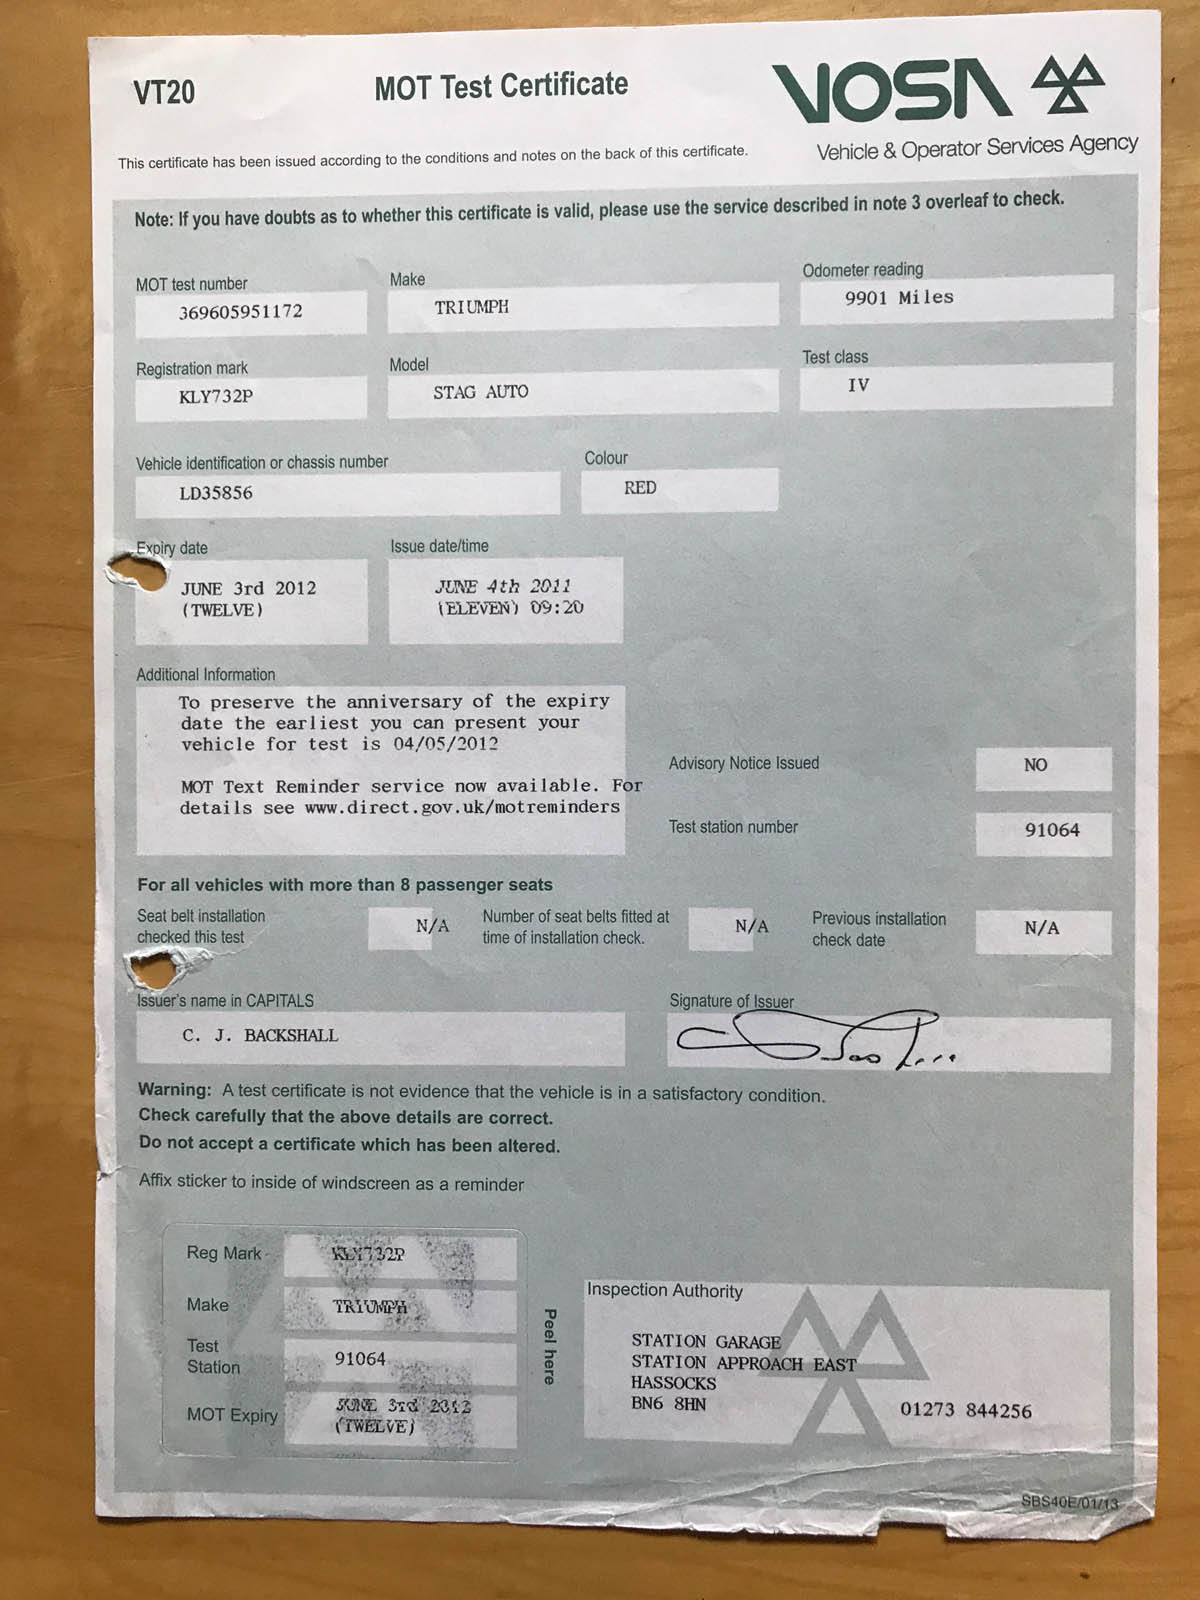 VT20
MOT Test Certificate
VOSA
Vehicle & Operator Services Agency
This certificate has been issued according to the conditions and notes on the back of this certificate.
Note: If you have doubts as to whether this certificate is valid, please use the service described in note 3 overleaf to check.
MOT test number
369605951172
Make
TRIUMPH
Odometer reading
9901 Miles
Registration mark
KLY732P
Model
STAG AUTO
Test class
IV
Vehicle identification or chassis number
LD35856
Colour
RED
Expiry date
JUNE 3rd 2012
(TWELVE)
Issue date/time
JUNE 4th 2011
(ELEVEN) 09:20
Additional Information
To preserve the anniversary of the expiry
date the earliest you can present your
vehicle for test is 04/05/2012
MOT Text Reminder service now available. For
details see www.direct.gov.uk/motreminders
Advisory Notice Issued
NO
Test station number
91064
For all vehicles with more than 8 passenger seats
Seat belt installation
checked this test
N/A
Number of seat belts fitted at
time of installation check.
N/A
Previous installation
check date
N/A
Issuer's name in CAPITALS
C. J. BACKSHALL
Signature of Issuer
Warning: A test certificate is not evidence that the vehicle is in a satisfactory condition.
Check carefully that the above details are correct.
Do not accept a certificate which has been altered.
Affix sticker to inside of windscreen as a reminder
Reg Mark
KLY732P
Make
TRIUMPH
Test
Station
91064
MOT Expiry
JUNE 3rd 2012
(TWELVE)
Peel here
Inspection Authority
STATION GARAGE
STATION APPROACH EAST
HASSOCKS
BN6 8HN
01273 844256
SBS40E/01/13